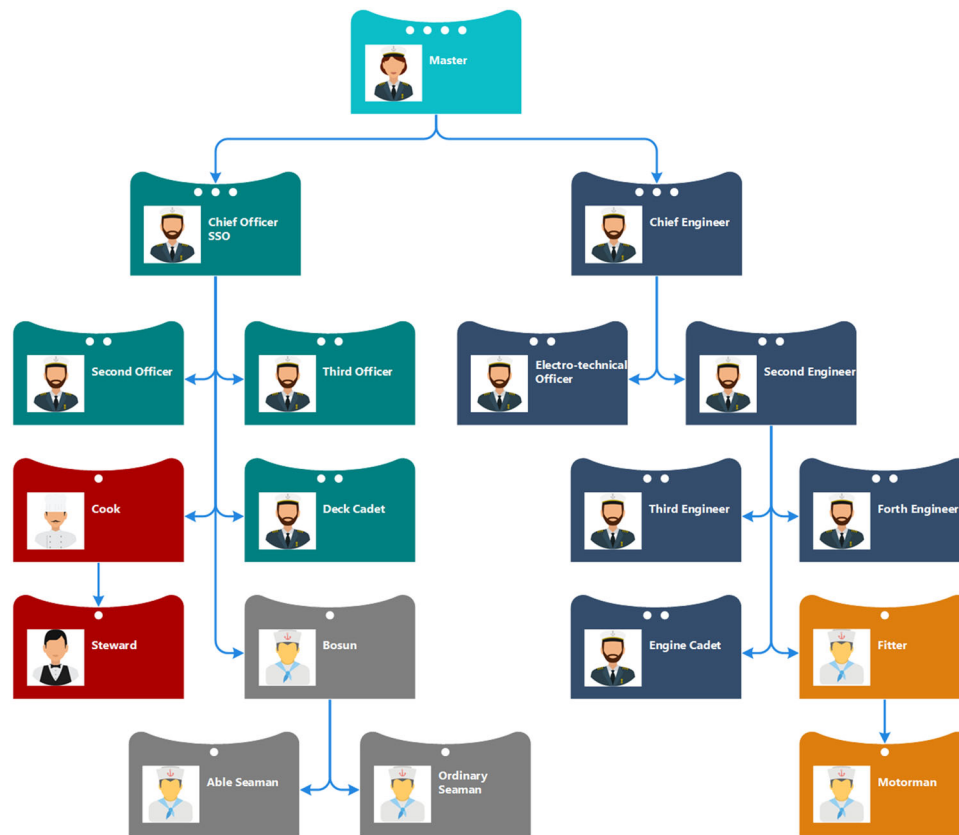 Master
Chief Officer
SSO
Chief Engineer
Second Officer
Third Officer
Electro-technical
Officer
Second Engineer
Cook
Deck Cadet
Third Engineer
Forth Engineer
Steward
Bosun
Engine Cadet
Fitter
Able Seaman
Ordinary
Seaman
Motorman